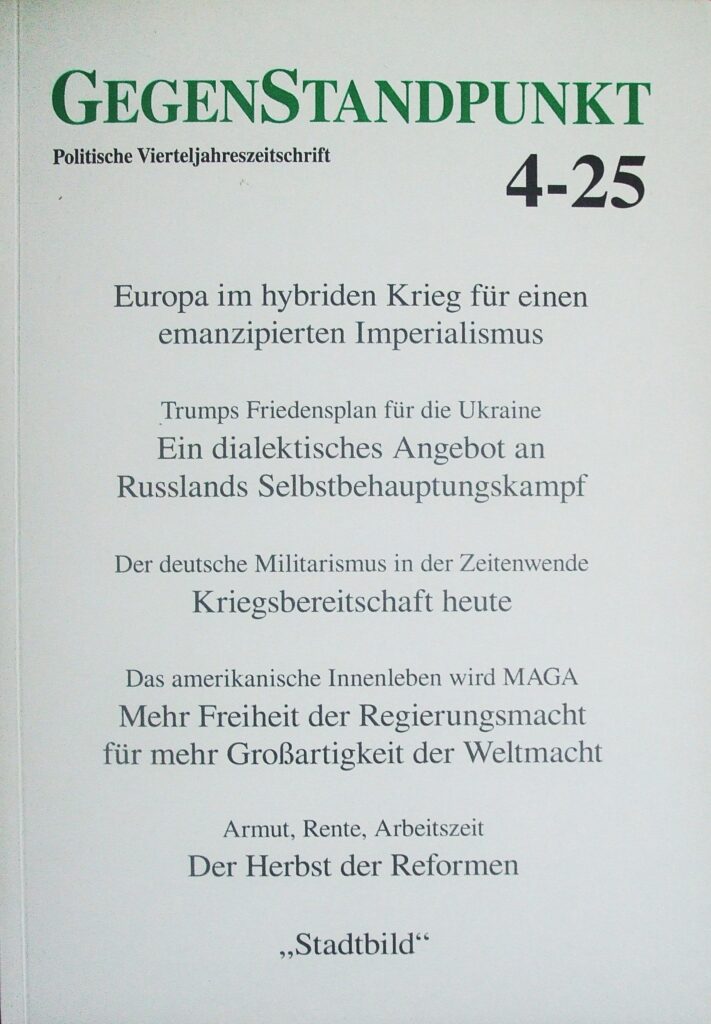 GEGENSTANDPUNKT
Politische Vierteljahreszeitschrift
4-25
Europa im hybriden Krieg für einen
emanzipierten Imperialismus
Trumps Friedensplan für die Ukraine
Ein dialektisches Angebot an
Russlands Selbstbehauptungskampf
Der deutsche Militarismus in der Zeitenwende
Kriegsbereitschaft heute
Das amerikanische Innenleben wird MAGA
Mehr Freiheit der Regierungsmacht
für mehr Großartigkeit der Weltmacht
Armut, Rente, Arbeitszeit
Der Herbst der Reformen
„Stadtbild“